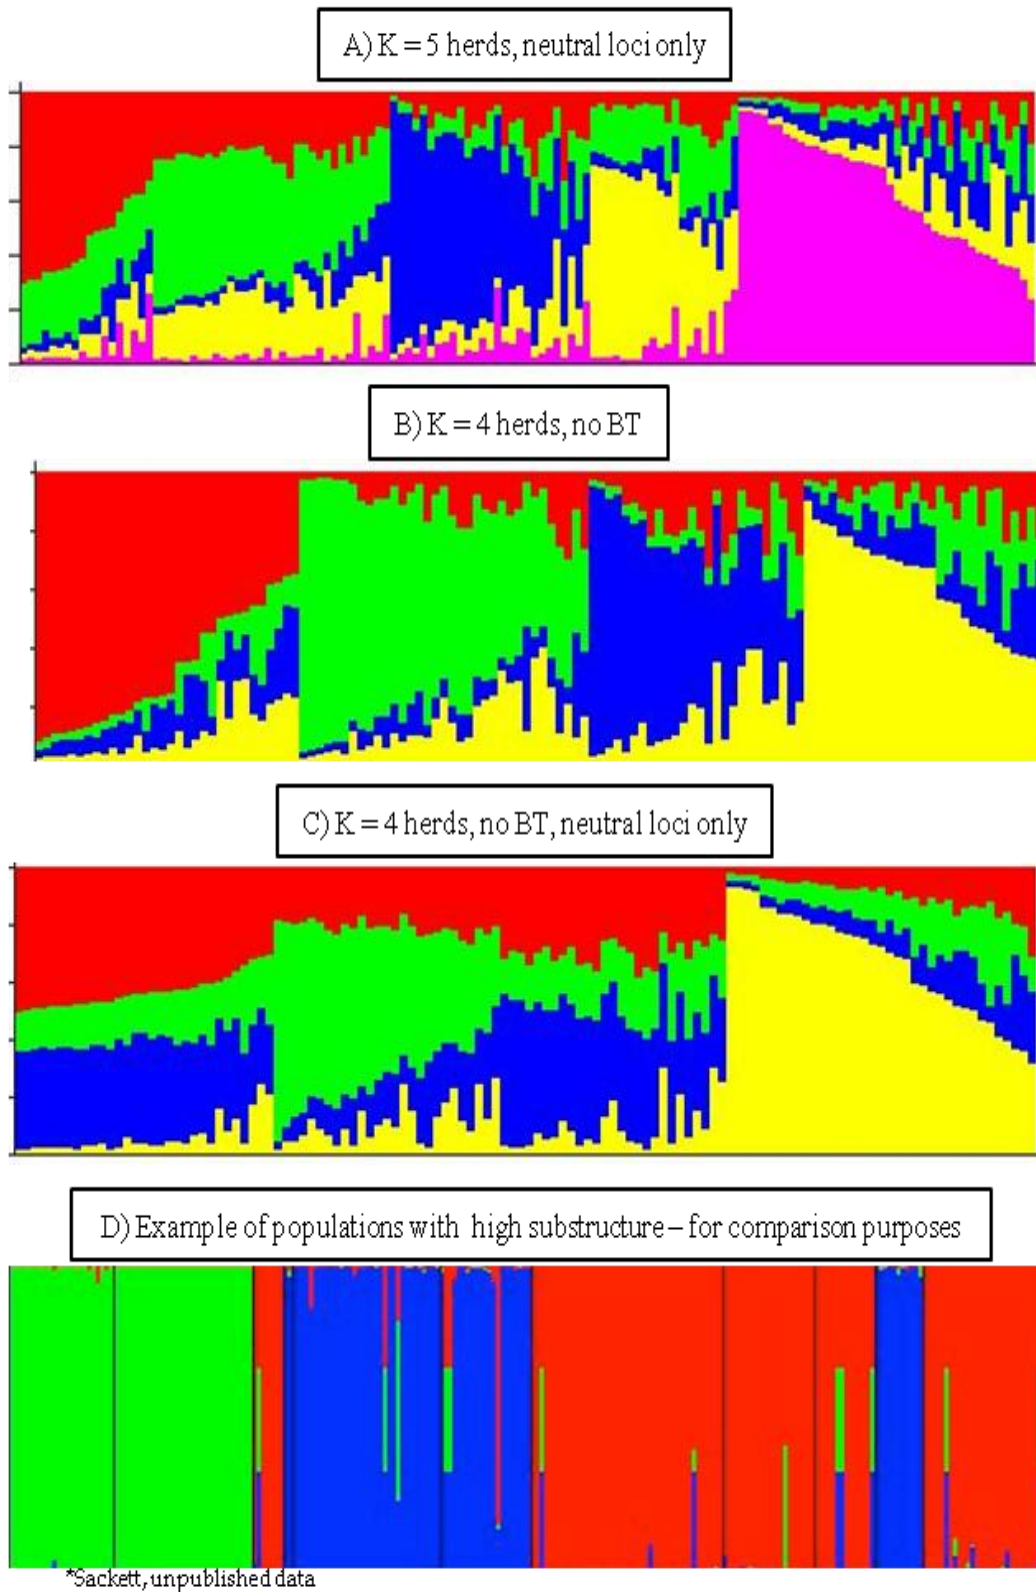 A) K = 5 herds, neutral loci only
B) K = 4 herds, no BT
C) K = 4 herds, no BT, neutral loci only
D) Example of populations with high substructure – for comparison purposes
*Sackett, unpublished data